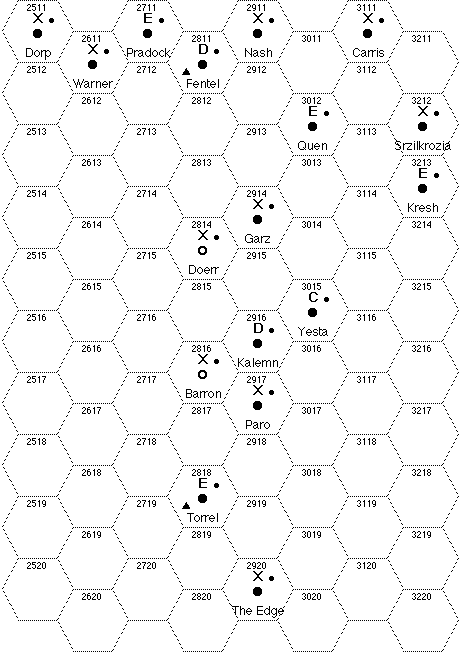 2511 2711 2911 3111
X E X X
2611 2811 3011 3211
X D
Dorp Pradock Nash Carris
2512 2712 2912 3112
Warner Fentel
2612 2812 3012 3212
E X
2513 2713 2913 3113
Quen Srzilkrozia
2613 2813 3013 3213
E
2514 2714 2914 3114
X
Kresh
2614 2814 3014 3214
X
Garz
2515 2715 2915 3115
Doerr
2615 2815 3015 3215
C
2516 2716 2916 3116
D
Yesta
2616 2816 3016 3216
X
Kalemn
2517 2717 2917 3117
X
Barron
2617 2817 3017 3217
Paro
2518 2718 2918 3118
2618 2818 3018 3218
E
2519 2719 2919 3119
Torrel
2619 2819 3019 3219
2520 2720 2920 3120
X
2620 2820 3020 3220
The Edge